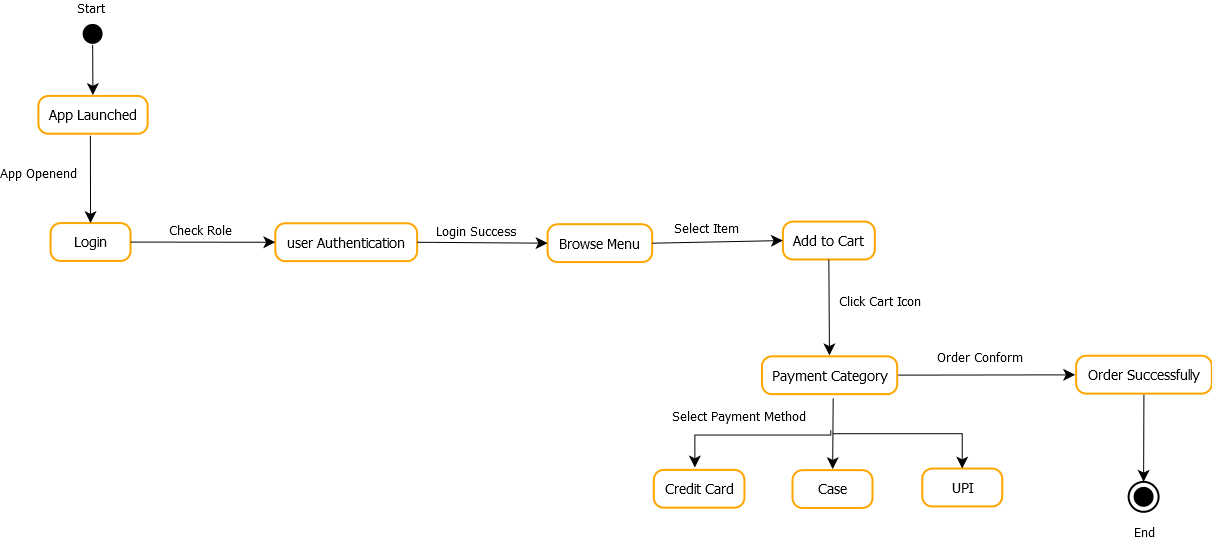 Start
App Launched
App Openend
Login
Check Role
user Authentication
Login Success
Browse Menu
Select Item
Add to Cart
Click Cart Icon
Payment Category
Order Conform
Order Successfully
Select Payment Method
Credit Card
Case
UPI
End